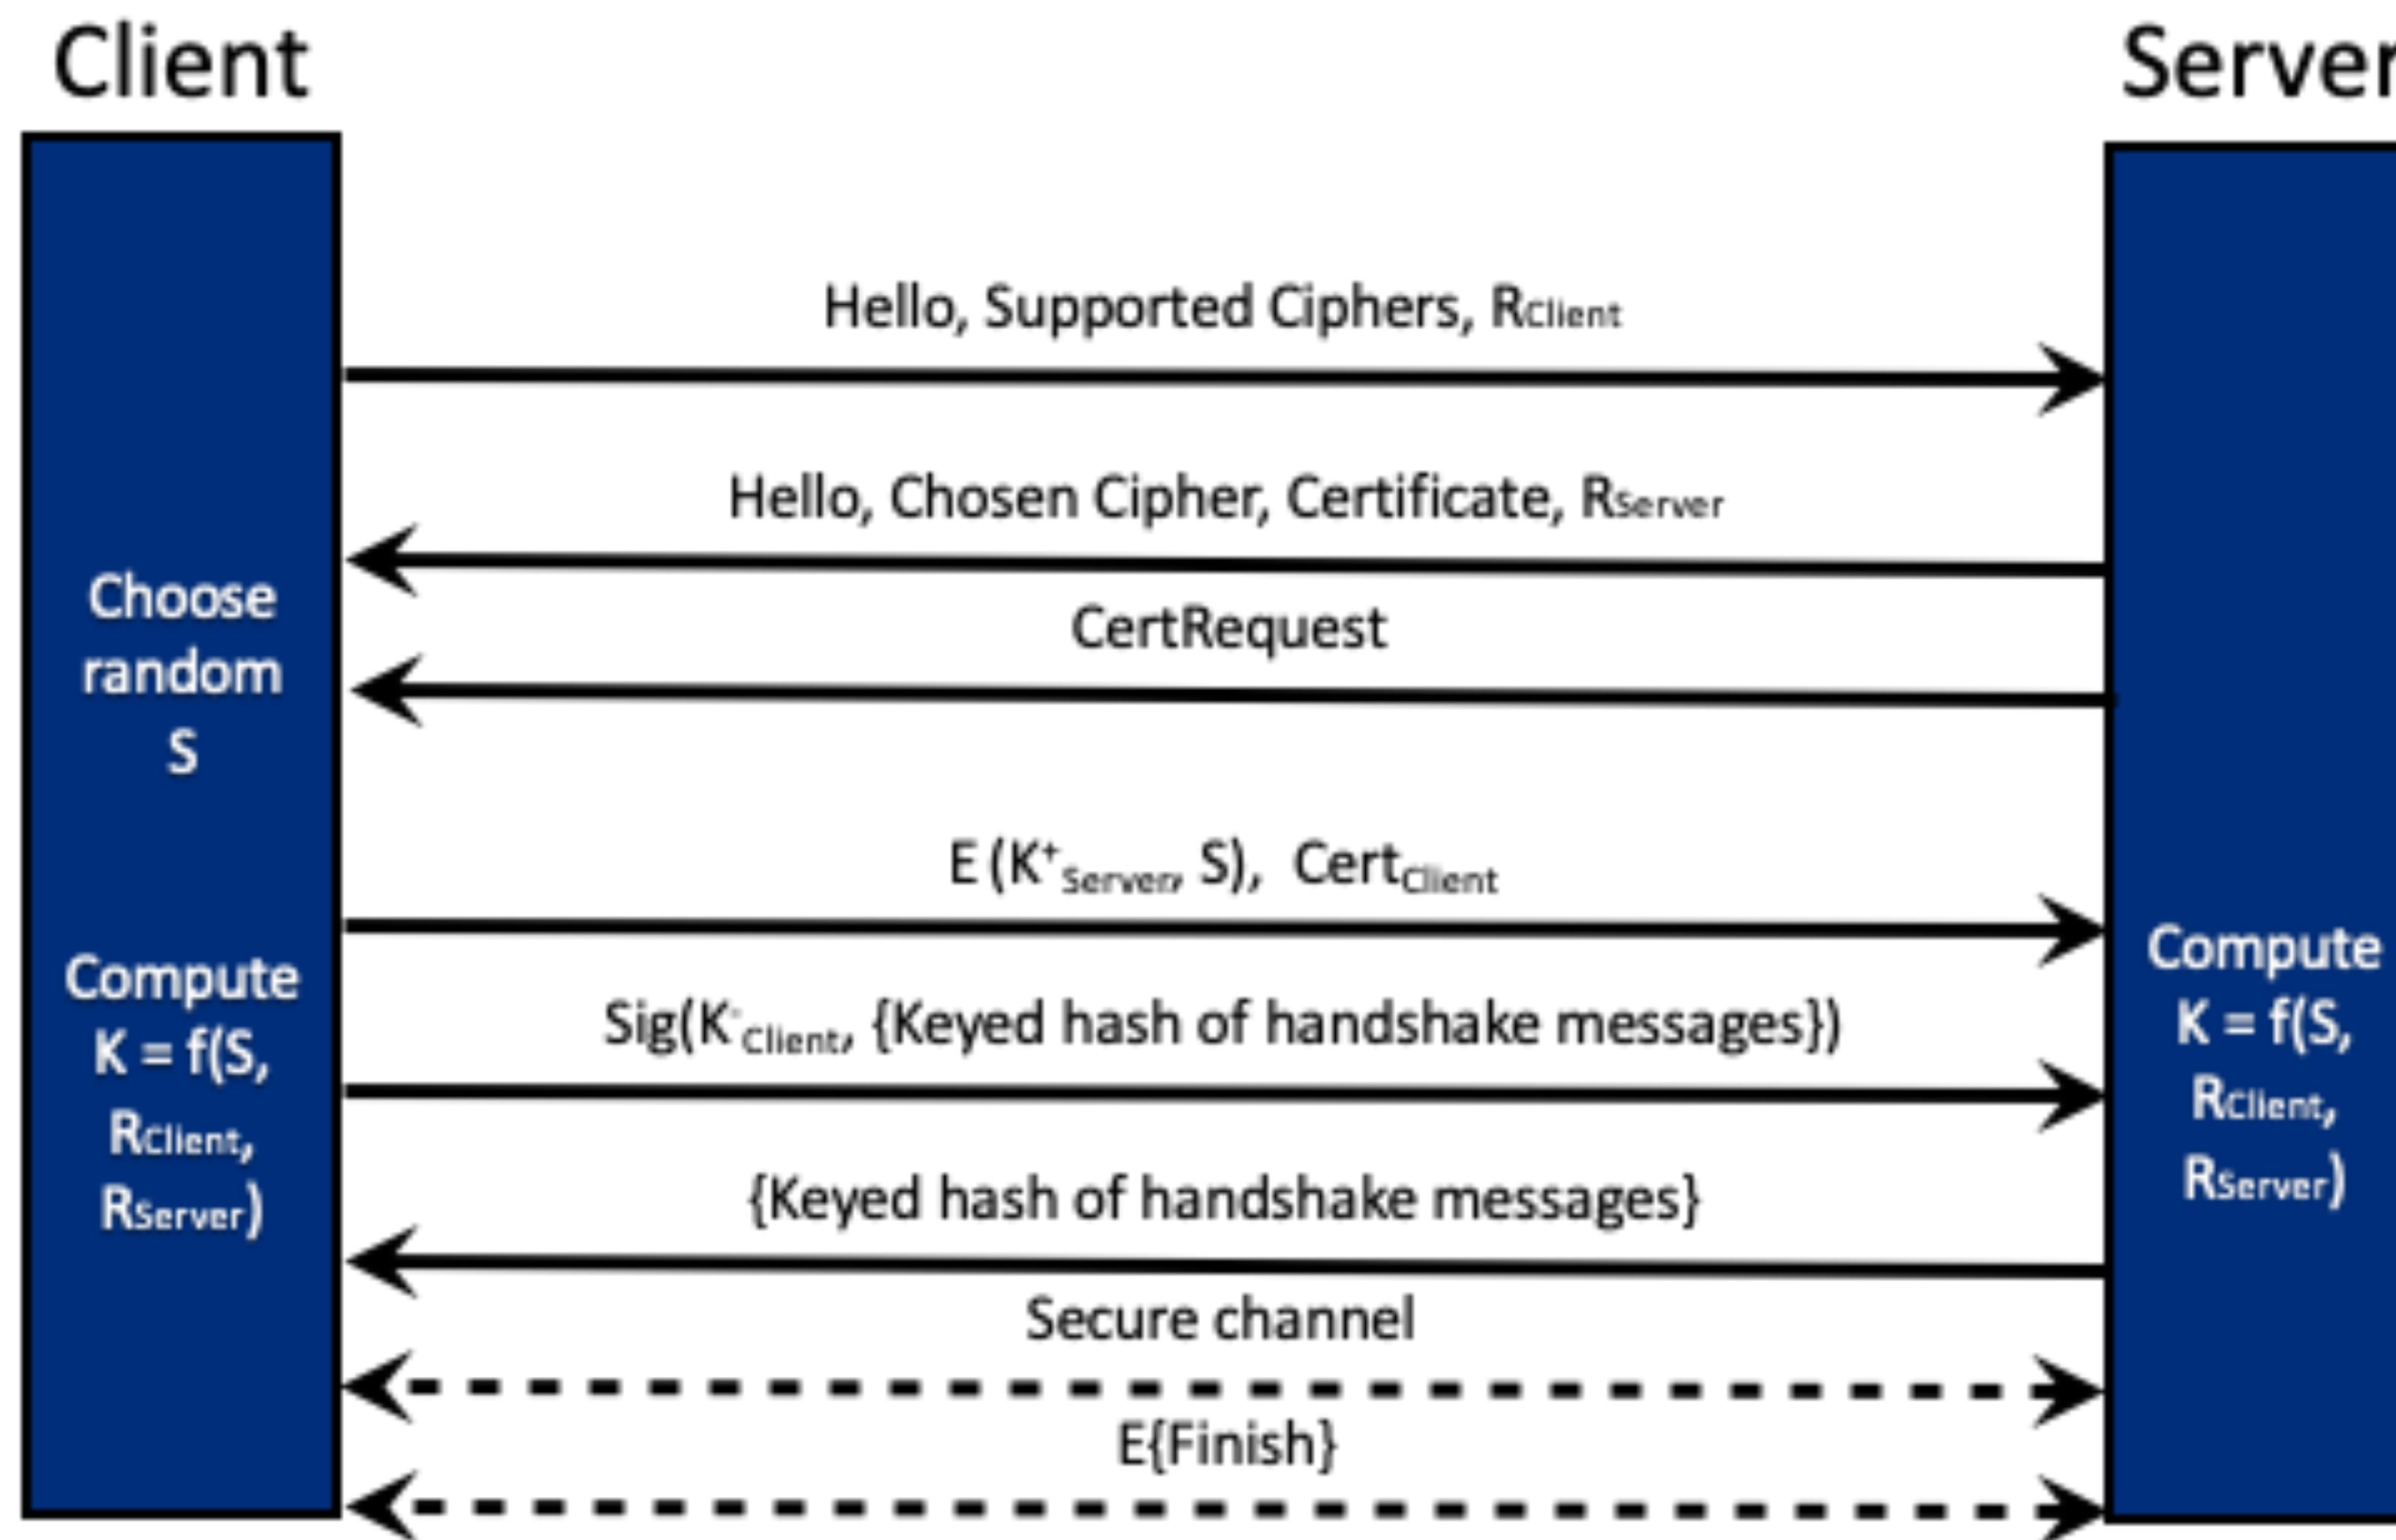 Client
Server
Hello, Supported Ciphers, RClient
Hello, Chosen Cipher, Certificate, RServer
CertRequest
Choose
random
S
E (K⁺Server, S), CertClient
Sig(K⁻Client, {Keyed hash of handshake messages})
{Keyed hash of handshake messages}
Compute
K = f(S,
RClient,
RServer)
Compute
K = f(S,
RClient,
RServer)
Secure channel
E{Finish}